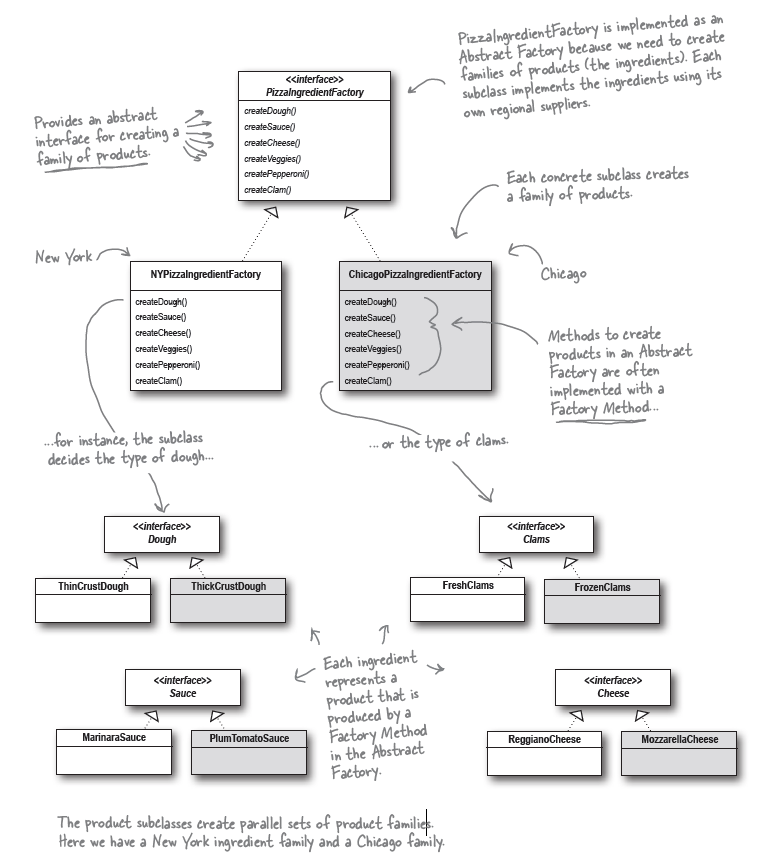 PizzaIngredientFactory is implemented as an
Abstract Factory because we need to create
families of products (the ingredients). Each
subclass implements the ingredients using its
own regional suppliers.
<<interface>>
PizzaIngredientFactory
createDough()
createSauce()
createCheese()
createVeggies()
createPepperoni()
createClam()
Provides an abstract
interface for creating a
family of products.
Each concrete subclass creates
a family of products.
New York
NYPizzaIngredientFactory
createDough()
createSauce()
createCheese()
createVeggies()
createPepperoni()
createClam()
ChicagoPizzaIngredientFactory
createDough()
createSauce()
createCheese()
createVeggies()
createPepperoni()
createClam()
Chicago
Methods to create
products in an Abstract
Factory are often
implemented with a
Factory Method...
...for instance, the subclass
decides the type of dough...
...or the type of clams.
<<interface>>
Dough
ThinCrustDough
ThickCrustDough
<<interface>>
Clams
FreshClams
FrozenClams
Each ingredient
represents a
product that is
produced by a
Factory Method
in the Abstract
Factory.
<<interface>>
Sauce
MarinaraSauce
PlumTomatoSauce
<<interface>>
Cheese
ReggianoCheese
MozzarellaCheese
The product subclasses create parallel sets of product families.
Here we have a New York ingredient family and a Chicago family.